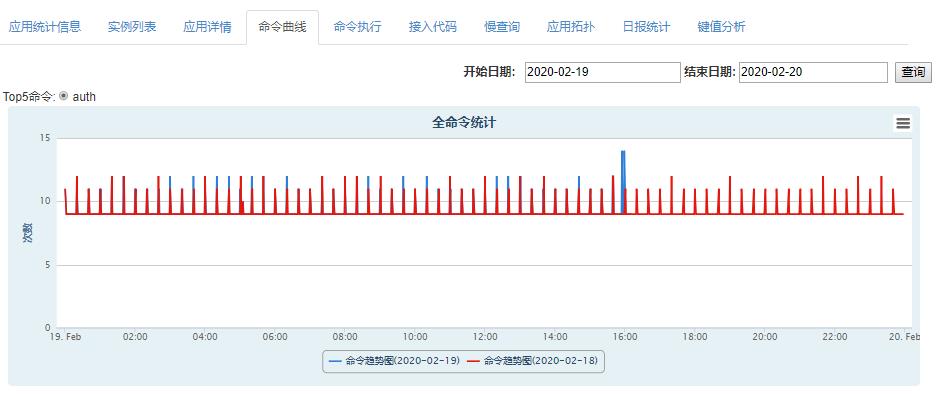 应用统计信息 实例列表 应用详情 命令曲线 命令执行 接入代码 慢查询 应用拓扑 日报统计 键值分析
开始日期: 2020-02-19 结束日期: 2020-02-20 查询
Top5命令: auth
全命令统计
15
10
5
0
次数
19. Feb 02:00 04:00 06:00 08:00 10:00 12:00 14:00 16:00 18:00 20:00 22:00 20. Feb
命令趋势图(2020-02-19) 命令趋势图(2020-02-18)